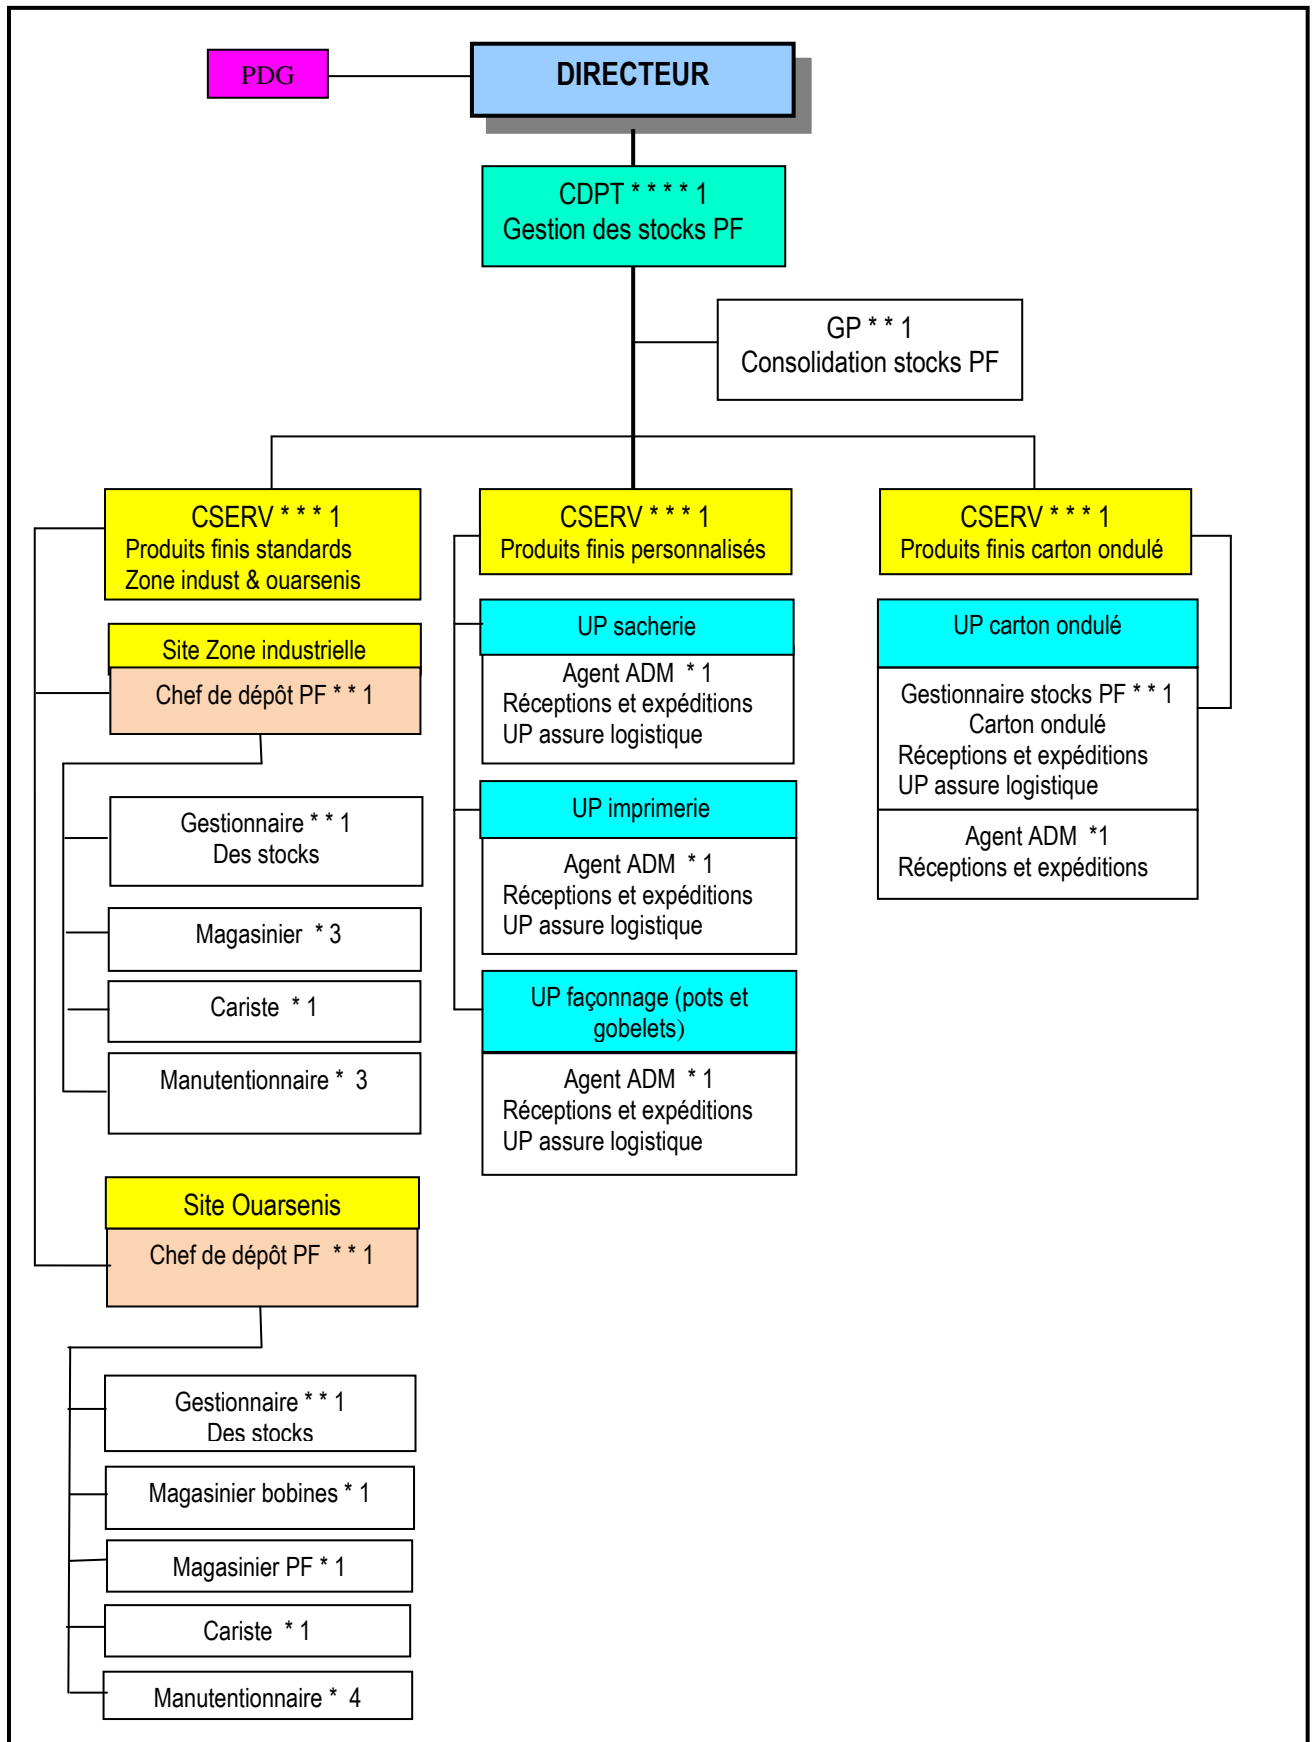 PDG
DIRECTEUR
CDPT * * * * 1
Gestion des stocks PF
GP * * 1
Consolidation stocks PF
CSERV * * * 1
Produits finis standards
Zone indust & ouarsenis
Site Zone industrielle
Chef de dépôt PF * * 1
Gestionnaire * * 1
Des stocks
Magasinier * 3
Cariste * 1
Manutentionnaire * 3
Site Ouarsenis
Chef de dépôt PF * * 1
Gestionnaire * * 1
Des stocks
Magasinier bobines * 1
Magasinier PF * 1
Cariste * 1
Manutentionnaire * 4
CSERV * * * 1
Produits finis personnalisés
UP sacherie
Agent ADM * 1
Réceptions et expéditions
UP assure logistique
UP imprimerie
Agent ADM * 1
Réceptions et expéditions
UP assure logistique
UP façonnage (pots et
gobelets)
Agent ADM * 1
Réceptions et expéditions
UP assure logistique
CSERV * * * 1
Produits finis carton ondulé
UP carton ondulé
Gestionnaire stocks PF * * 1
Carton ondulé
Réceptions et expéditions
UP assure logistique
Agent ADM *1
Réceptions et expéditions